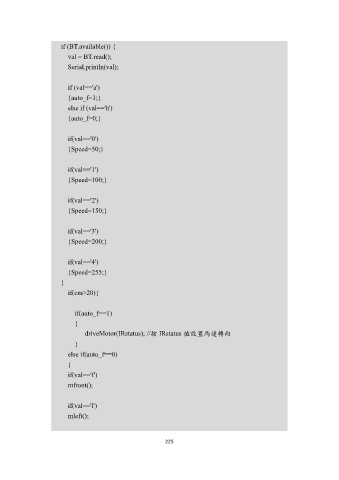 if (BT.available()) {
val = BT.read();
Serial.println(val);
if (val=='a')
{auto_f=1;}
else if (val=='b')
{auto_f=0;}
if(val=='0')
{Speed=50;}
if(val=='1')
{Speed=100;}
if(val=='2')
{Speed=150;}
if(val=='3')
{Speed=200;}
if(val=='4')
{Speed=255;}
}
if(cm>20){
if(auto_f==1)
{
driveMotor(IRstatus); //按 IRstatus 值設置馬達轉向
}
else if(auto_f==0)
{
if(val=='f')
mfront();
if(val=='l')
mleft();
225